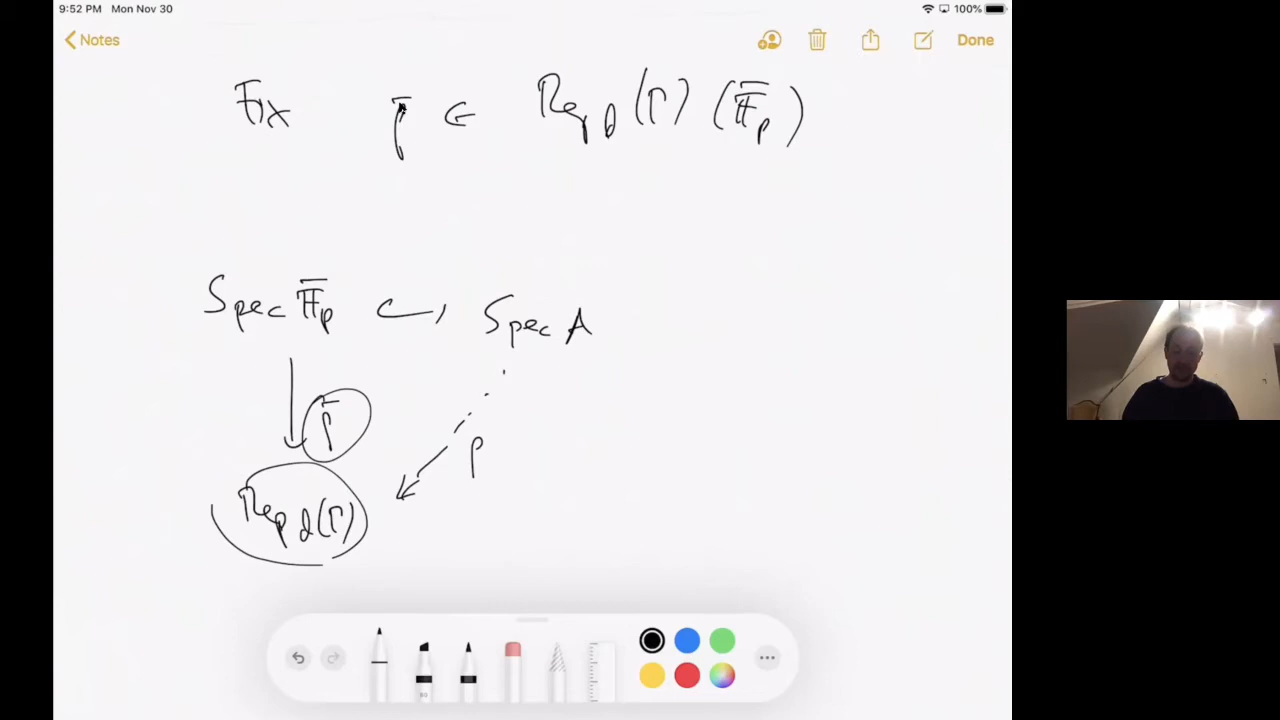 9:52 PM Mon Nov 30 100%
Notes Done
Fix ρ̄ ∈ Rep_d(Γ)(𝔽̄_p)
Spec 𝔽̄_p ↪ Spec A
ρ̄ ρ
Rep_d(Γ)